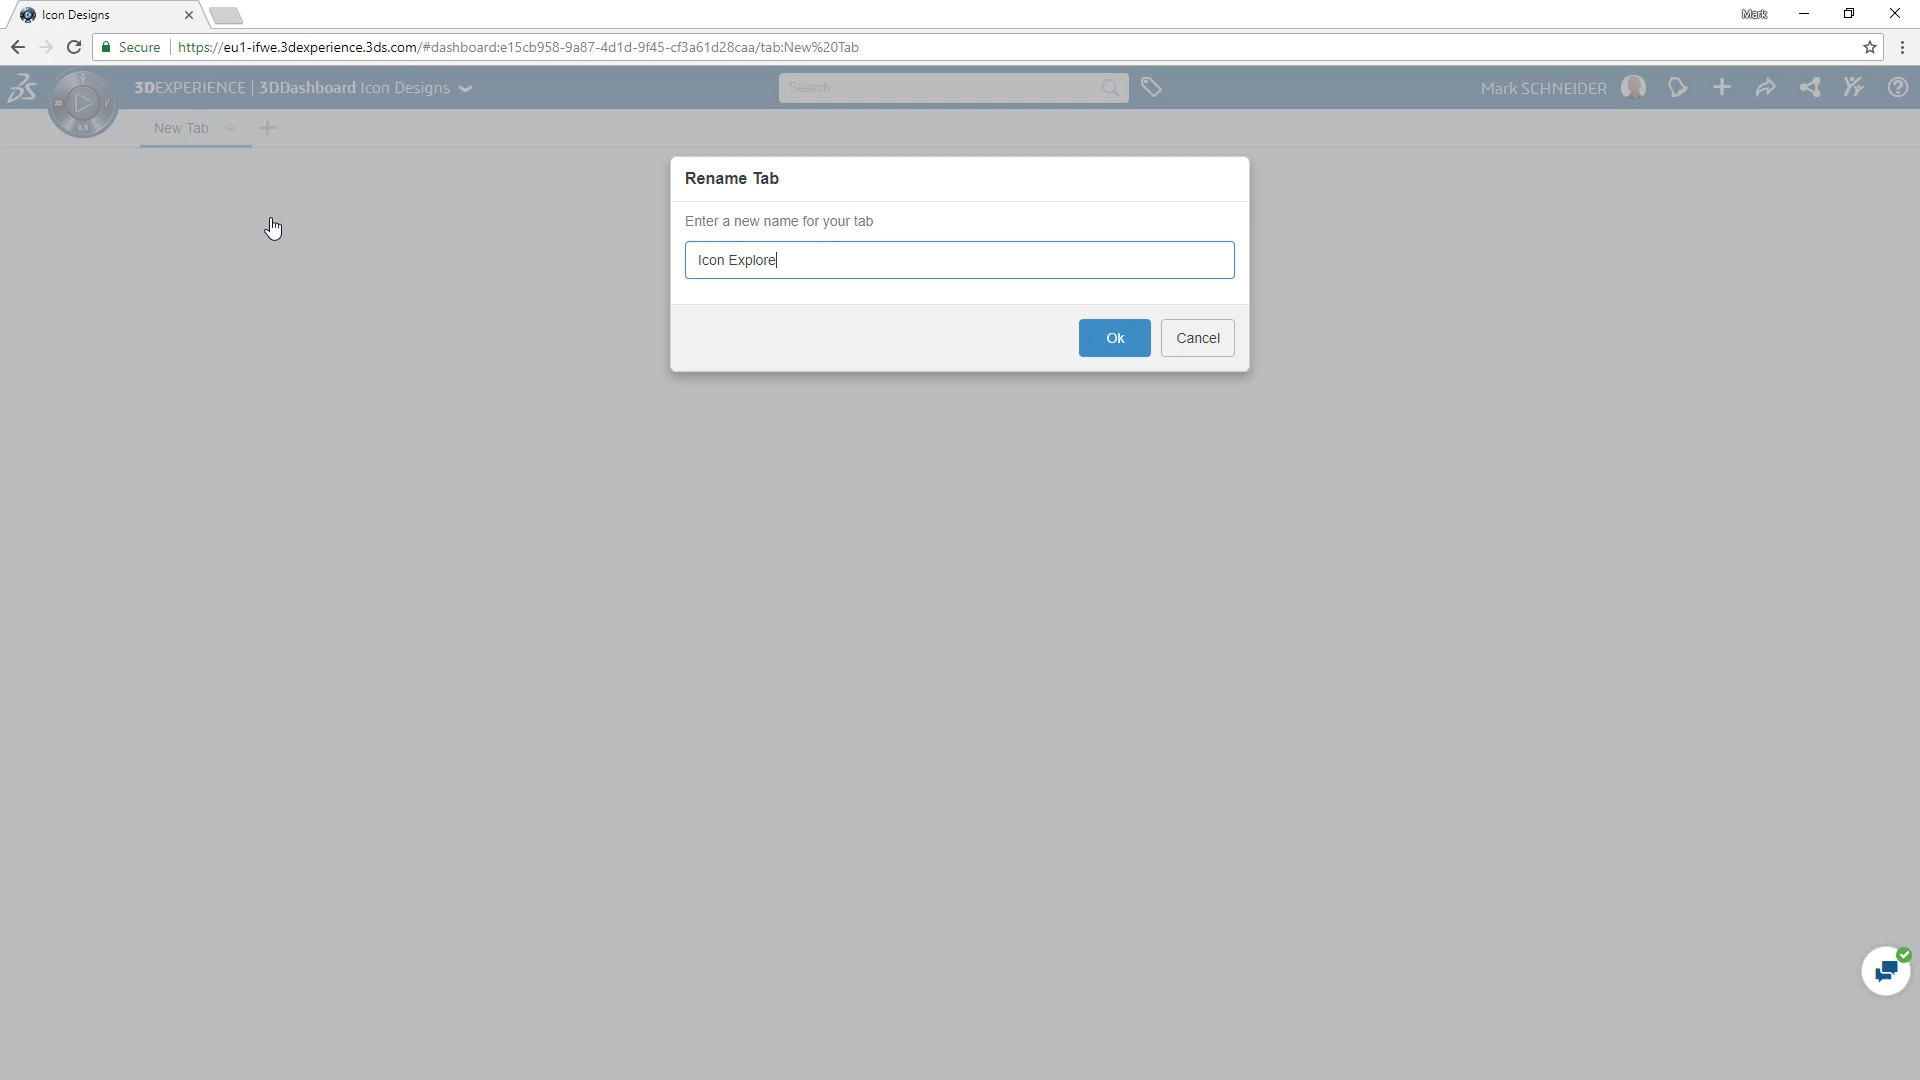 Icon Designs
Mark
Secure https://eu1-ifwe.3dexperience.3ds.com/#dashboard:e15cb958-9a87-4d1d-9f45-cf3a61d28caa/tab:New%20Tab
3DEXPERIENCE | 3DDashboard Icon Designs
Search
Mark SCHNEIDER
3D
V.R
New Tab
Rename Tab
Enter a new name for your tab
Icon Explore
Ok
Cancel